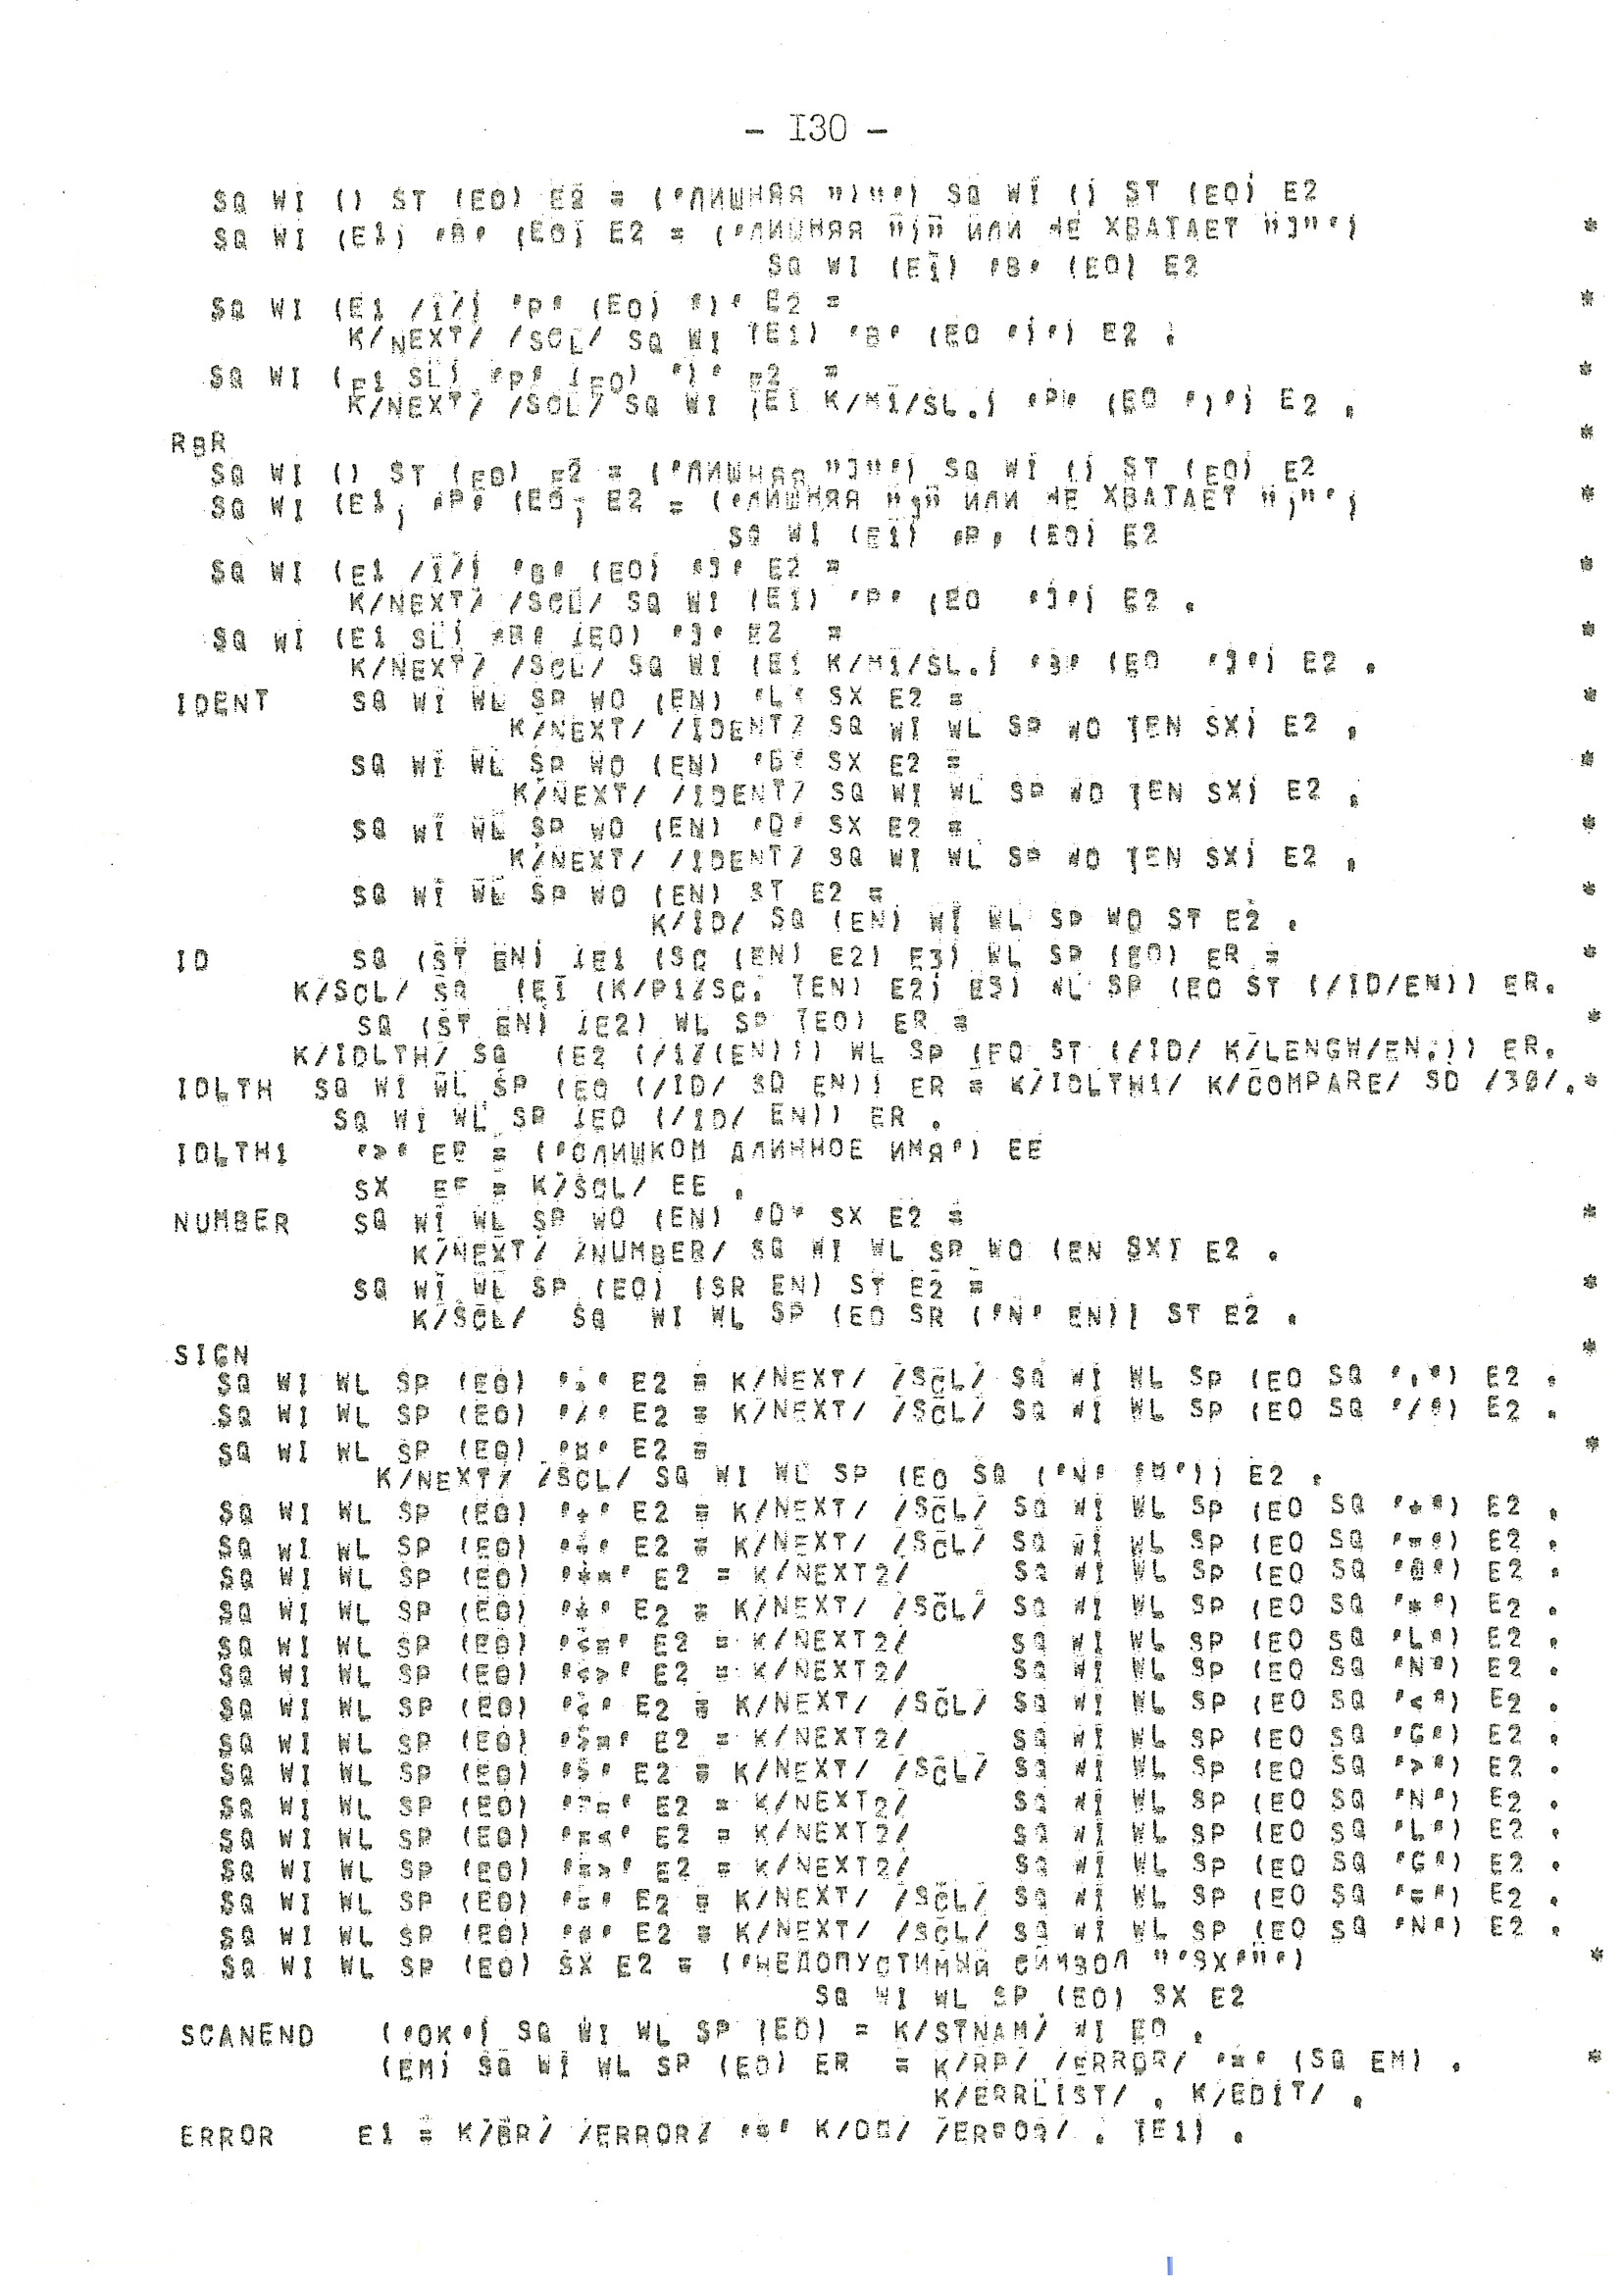 - I30 -
SQ WI () ST (EO) E2 = ('ЛИШНЯЯ ")"') SQ WI () ST (EO) E2
SQ WI (E1) 'B' (EO) E2 = ('ЛИШНЯЯ ")" ИЛИ НЕ ХВАТАЕТ "]"') *
SQ WI (E1) 'B' (EO) E2
SQ WI (E1 /1/) 'P' (EO) ')' E2 = *
K/NEXT/ /SCL/ SQ WI (E1) 'B' (EO ')') E2 .
SQ WI (E1 SL) 'P' (EO) ')' E2 = *
K/NEXT/ /SCL/ SQ WI (E1 K/M1/SL.) 'P' (EO ')') E2 .
RBR *
SQ WI () ST (EO) E2 = ('ЛИШНЯЯ "]"') SQ WI () ST (EO) E2
SQ WI (E1) 'P' (EO) E2 = ('ЛИШНЯЯ "]" ИЛИ НЕ ХВАТАЕТ ")"') *
SQ WI (E1) 'P' (EO) E2
SQ WI (E1 /1/) 'B' (EO) ']' E2 = *
K/NEXT/ /SCL/ SQ WI (E1) 'P' (EO ']') E2 .
SQ WI (E1 SL) 'B' (EO) ']' E2 = *
K/NEXT/ /SCL/ SQ WI (E1 K/M1/SL.) 'B' (EO ']') E2 .
IDENT SQ WI WL SP WO (EN) 'L' SX E2 = *
K/NEXT/ /IDENT/ SQ WI WL SP WO (EN SX) E2 .
SQ WI WL SP WO (EN) 'B' SX E2 = *
K/NEXT/ /IDENT/ SQ WI WL SP WO (EN SX) E2 .
SQ WI WL SP WO (EN) 'D' SX E2 = *
K/NEXT/ /IDENT/ SQ WI WL SP WO (EN SX) E2 .
SQ WI WL SP WO (EN) ST E2 = *
K/ID/ SQ (EN) WI WL SP WO ST E2 .
ID SQ (ST EN) (E1 (SC (EN) E2) E3) WL SP (EO) ER = *
K/SCL/ SQ (E1 (K/P1/SC. (EN) E2) E3) WL SP (EO ST (/ID/EN)) ER.
SQ (ST EN) (E2) WL SP (EO) ER = *
K/IDLTH/ SQ (E2 (/1/(EN))) WL SP (EO ST (/ID/ K/LENGW/EN.)) ER.
IDLTH SQ WI WL SP (EO (/ID/ SD EN)) ER = K/IDLTH1/ K/COMPARE/ SD /30/.*
SQ WI WL SP (EO (/ID/ EN)) ER .
IDLTH1 '>' EE = ('СЛИШКОМ ДЛИННОЕ ИМЯ') EE
SX EE = K/SCL/ EE .
NUMBER SQ WI WL SP WO (EN) 'D' SX E2 = *
K/NEXT/ /NUMBER/ SQ WI WL SP WO (EN SX) E2 .
SQ WI WL SP (EO) (SR EN) ST E2 = *
K/SCL/ SQ WI WL SP (EO SR ('N' EN)) ST E2 .
SIGN *
SQ WI WL SP (EO) ',' E2 = K/NEXT/ /SCL/ SQ WI WL SP (EO SQ ',') E2 .
SQ WI WL SP (EO) '/' E2 = K/NEXT/ /SCL/ SQ WI WL SP (EO SQ '/') E2 .
SQ WI WL SP (EO) '¤' E2 = *
K/NEXT/ /SCL/ SQ WI WL SP (EO SQ ('N' '¤')) E2 .
SQ WI WL SP (EO) '+' E2 = K/NEXT/ /SCL/ SQ WI WL SP (EO SQ '+') E2 .
SQ WI WL SP (EO) '-' E2 = K/NEXT/ /SCL/ SQ WI WL SP (EO SQ '-') E2 .
SQ WI WL SP (EO) '**' E2 = K/NEXT2/ SQ WI WL SP (EO SQ '@') E2 .
SQ WI WL SP (EO) '*' E2 = K/NEXT/ /SCL/ SQ WI WL SP (EO SQ '*') E2 .
SQ WI WL SP (EO) '<=' E2 = K/NEXT2/ SQ WI WL SP (EO SQ 'L') E2 .
SQ WI WL SP (EO) '<>' E2 = K/NEXT2/ SQ WI WL SP (EO SQ 'N') E2 .
SQ WI WL SP (EO) '<' E2 = K/NEXT/ /SCL/ SQ WI WL SP (EO SQ '<') E2 .
SQ WI WL SP (EO) '>=' E2 = K/NEXT2/ SQ WI WL SP (EO SQ 'G') E2 .
SQ WI WL SP (EO) '>' E2 = K/NEXT/ /SCL/ SQ WI WL SP (EO SQ '>') E2 .
SQ WI WL SP (EO) E2 = K/NEXT2/ SQ WI WL SP (EO SQ 'N') E2 .
SQ WI WL SP (EO) '=<' E2 = K/NEXT2/ SQ WI WL SP (EO SQ 'L') E2 .
SQ WI WL SP (EO) '=>' E2 = K/NEXT2/ SQ WI WL SP (EO SQ 'G') E2 .
SQ WI WL SP (EO) '=' E2 = K/NEXT/ /SCL/ SQ WI WL SP (EO SQ '=') E2 .
SQ WI WL SP (EO) E2 = K/NEXT/ /SCL/ SQ WI WL SP (EO SQ 'N') E2 .
SQ WI WL SP (EO) SX E2 = ('НЕДОПУСТИМЫЙ СИМВОЛ "'SX'"') *
SQ WI WL SP (EO) SX E2
SCANEND ('OK') SQ WI WL SP (EO) = K/STNAM/ WI EO .
(EM) SQ WI WL SP (EO) ER = K/RP/ /ERROR/ '=' (SQ EM) . *
K/ERRLIST/ . K/EDIT/ .
ERROR E1 = K/BR/ /ERROR/ '=' K/DG/ /ERROR/ . (E1) .